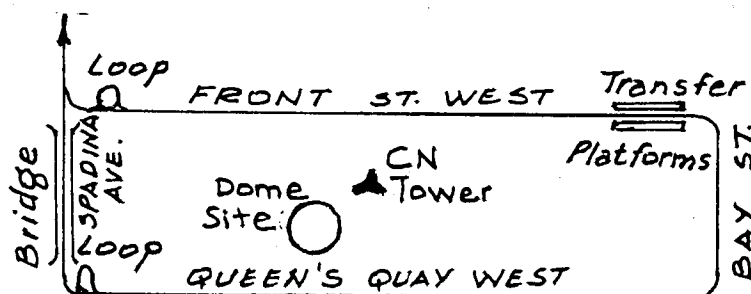 Loop
FRONT ST. WEST
Transfer
Platforms
Bridge
SPADINA
AVE.
CN
Tower
Dome
Site
BAY ST.
Loop
QUEEN'S QUAY WEST